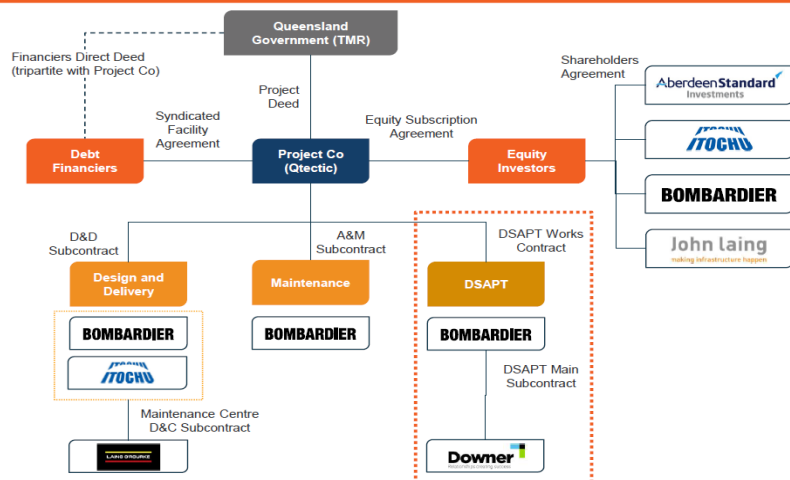 Queensland
Government (TMR)
Financiers Direct Deed
(tripartite with Project Co)
Shareholders
Agreement
Project
Deed
Syndicated
Facility
Agreement
Equity Subscription
Agreement
Debt
Financiers
Project Co
(Qtectic)
Equity
Investors
AberdeenStandard
Investments
ITOCHU
BOMBARDIER
John Laing
making infrastructure happen
D&D
Subcontract
A&M
Subcontract
DSAPT Works
Contract
Design and
Delivery
Maintenance
DSAPT
BOMBARDIER
BOMBARDIER
BOMBARDIER
ITOCHU
DSAPT Main
Subcontract
Maintenance Centre
D&C Subcontract
LAING O'ROURKE
Downer
Relationships creating success